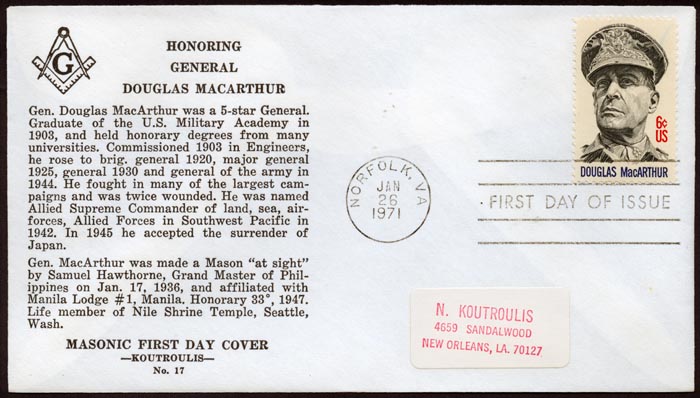 G
HONORING
GENERAL
DOUGLAS MACARTHUR
Gen. Douglas MacArthur was a 5-star General.
Graduate of the U.S. Military Academy in
1903, and held honorary degrees from many
universities. Commissioned 1903 in Engineers,
he rose to brig. general 1920, major general
1925, general 1930 and general of the army in
1944. He fought in many of the largest cam-
paigns and was twice wounded. He was named
Allied Supreme Commander of land, sea, air-
forces, Allied Forces in Southwest Pacific in
1942. In 1945 he accepted the surrender of
Japan.
Gen. MacArthur was made a Mason "at sight"
by Samuel Hawthorne, Grand Master of Phil-
ippines on Jan. 17, 1936, and affiliated with
Manila Lodge #1, Manila. Honorary 33°, 1947.
Life member of Nile Shrine Temple, Seattle,
Wash.
MASONIC FIRST DAY COVER
—KOUTROULIS—
No. 17
NORFOLK, VA
JAN
26
1971
6¢
US
DOUGLAS MacARTHUR
FIRST DAY OF ISSUE
N. KOUTROULIS
4659 SANDALWOOD
NEW ORLEANS, LA. 70127